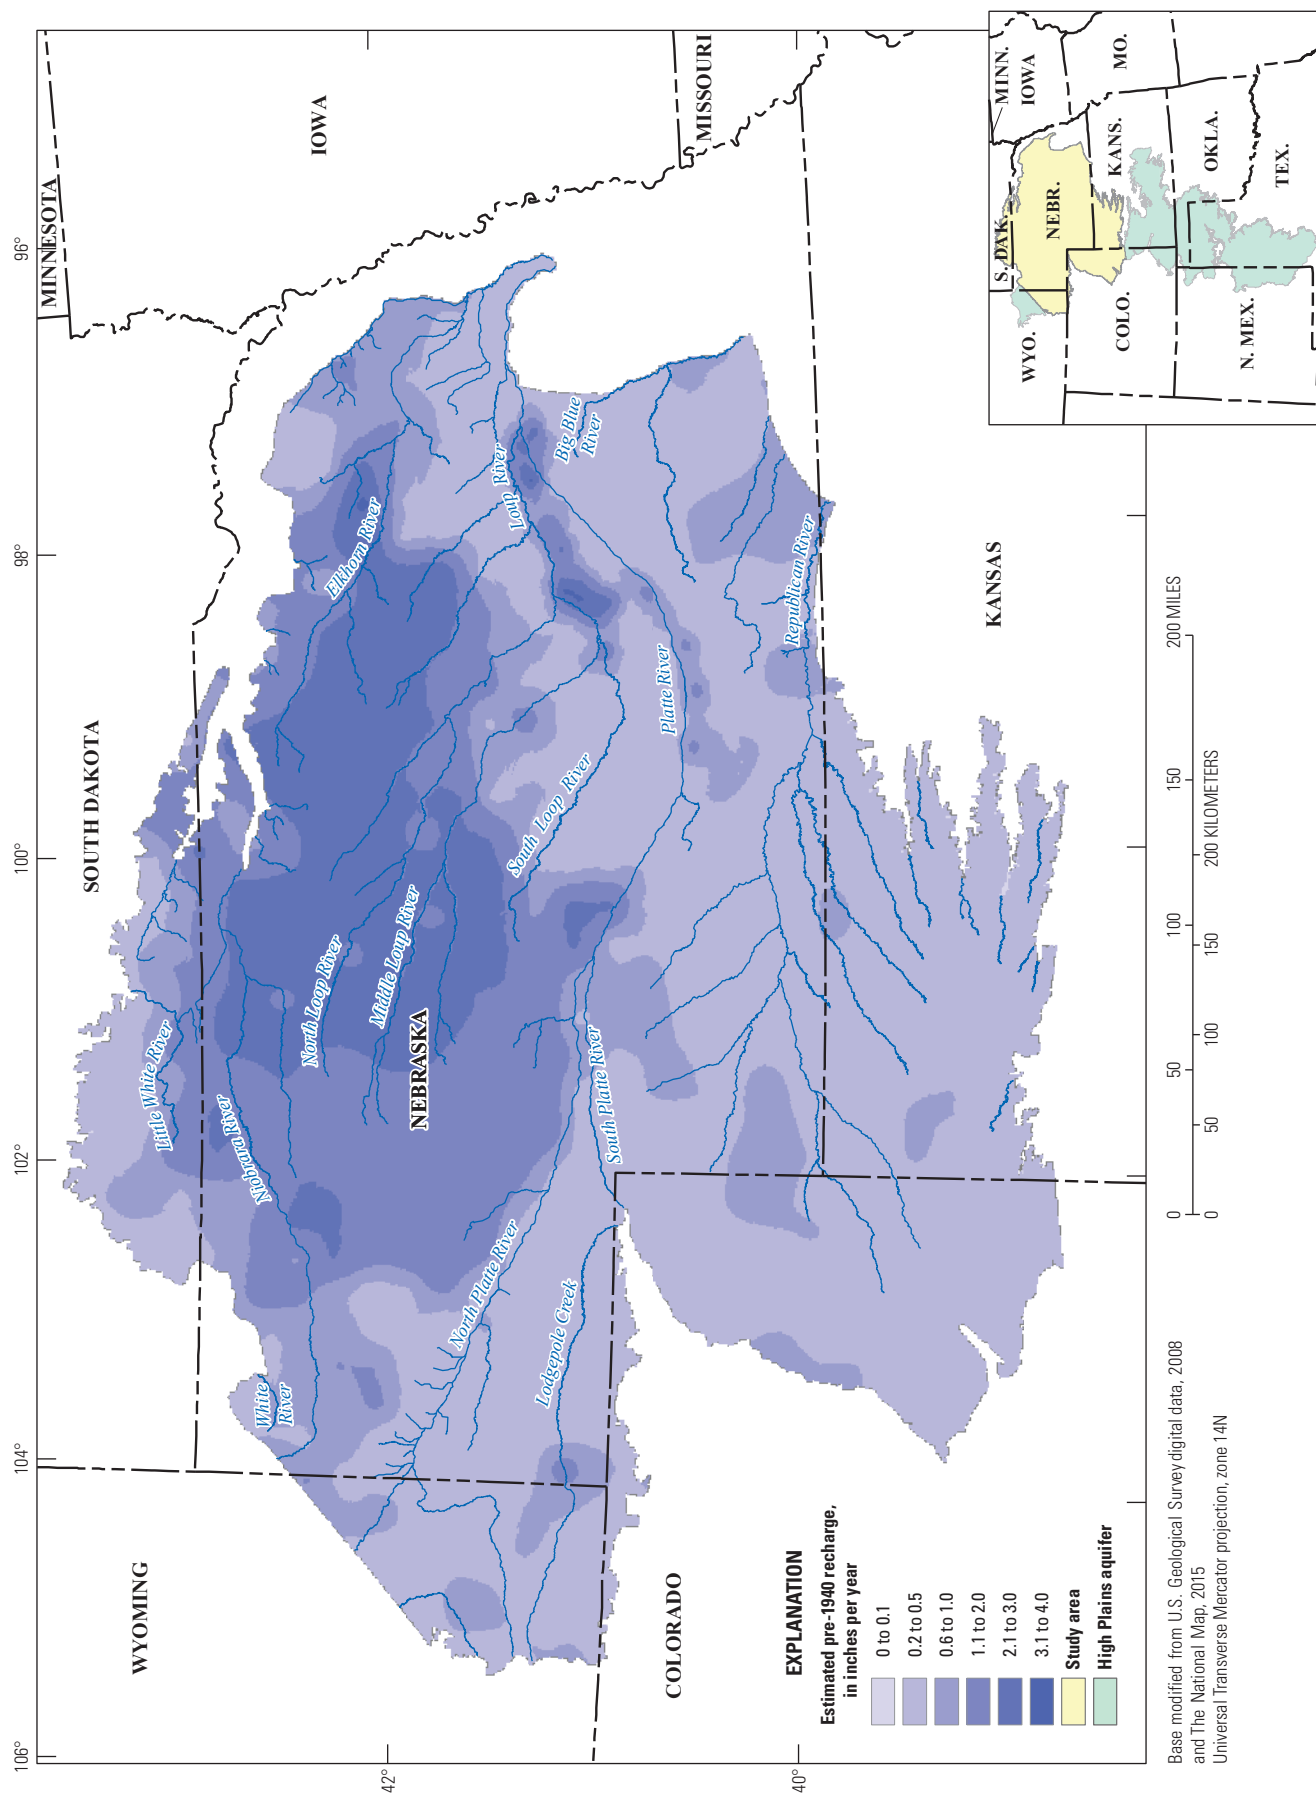 106°
104°
102°
100°
98°
96°
42°
40°
WYOMING
SOUTH DAKOTA
MINNESOTA
IOWA
MISSOURI
NEBRASKA
COLORADO
KANSAS
White
River
Little White River
Niobrara River
Elkhorn River
North Loop River
Middle Loup River
South Loop River
Loup River
Big Blue
River
Platte River
North Platte River
South Platte River
Lodgepole Creek
Republican River
EXPLANATION
Estimated pre-1940 recharge,
in inches per year
0 to 0.1
0.2 to 0.5
0.6 to 1.0
1.1 to 2.0
2.1 to 3.0
3.1 to 4.0
Study area
High Plains aquifer
Base modified from U.S. Geological Survey digital data, 2008
and The National Map, 2015
Universal Transverse Mercator projection, zone 14N
0 50 100 150 200 MILES
0 50 100 150 200 KILOMETERS
WYO.
S. DAK.
MINN.
IOWA
NEBR.
COLO.
KANS.
MO.
N. MEX.
OKLA.
TEX.